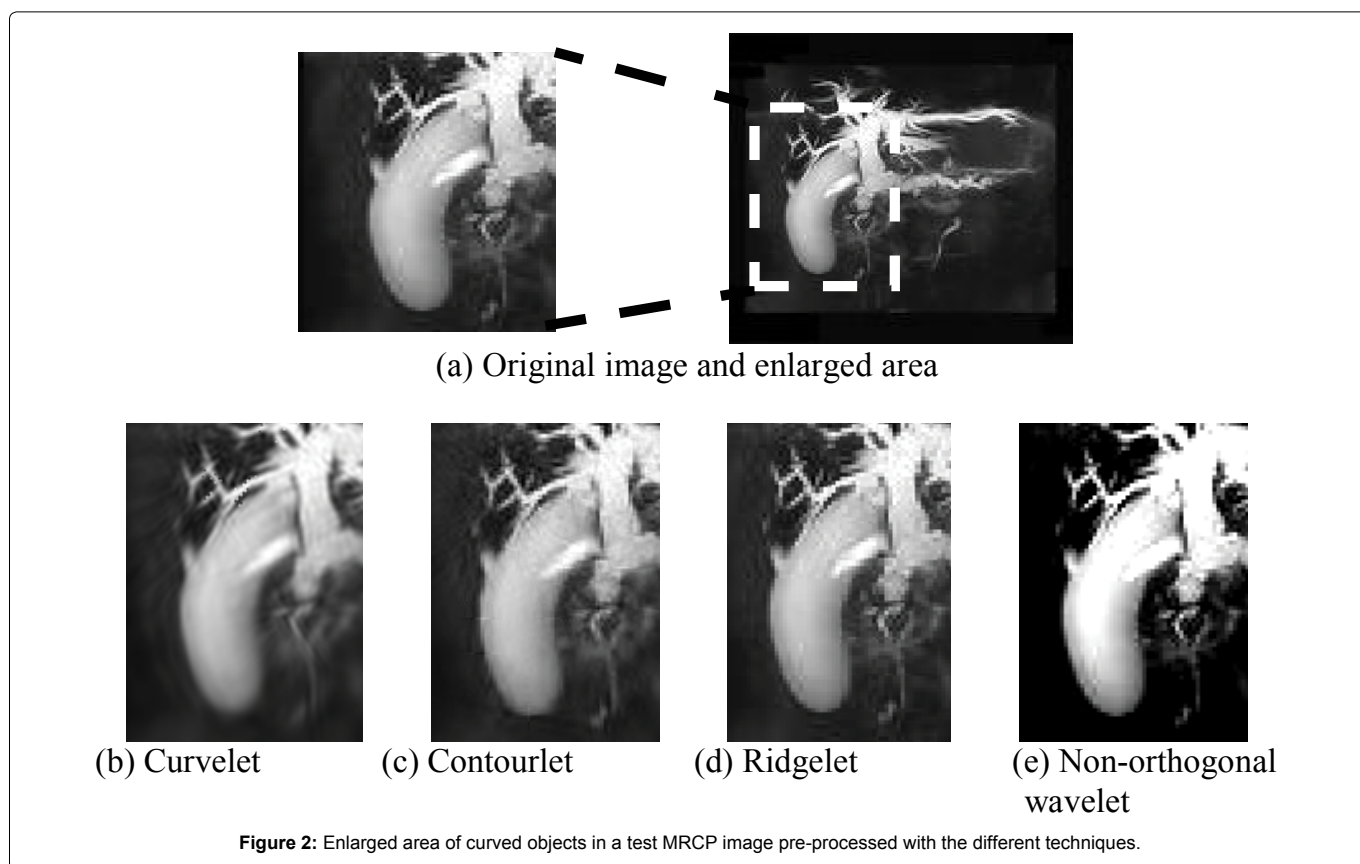 (a) Original image and enlarged area
(b) Curvelet
(c) Contourlet
(d) Ridgelet
(e) Non-orthogonal
wavelet
Figure 2: Enlarged area of curved objects in a test MRCP image pre-processed with the different techniques.